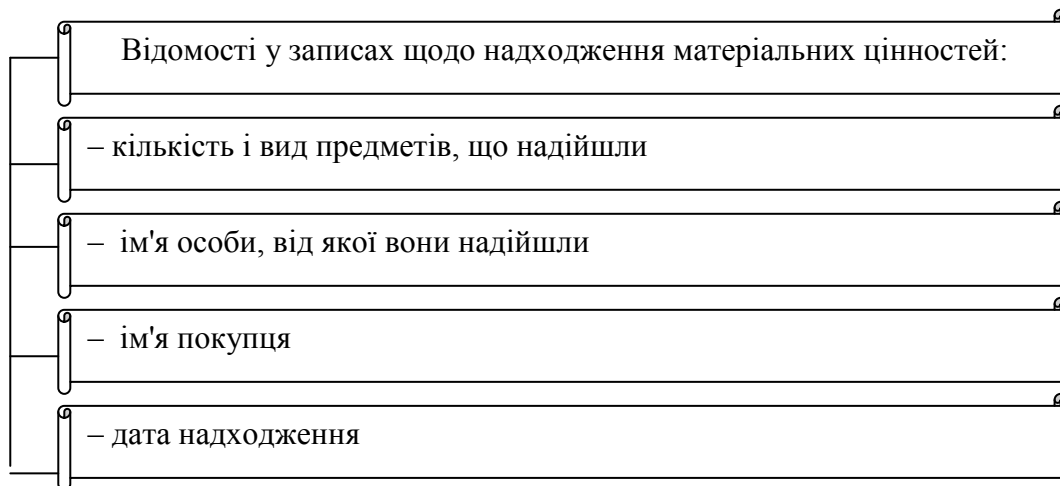 Відомості у записах щодо надходження матеріальних цінностей:
– кількість і вид предметів, що надійшли
– ім'я особи, від якої вони надійшли
– ім'я покупця
– дата надходження